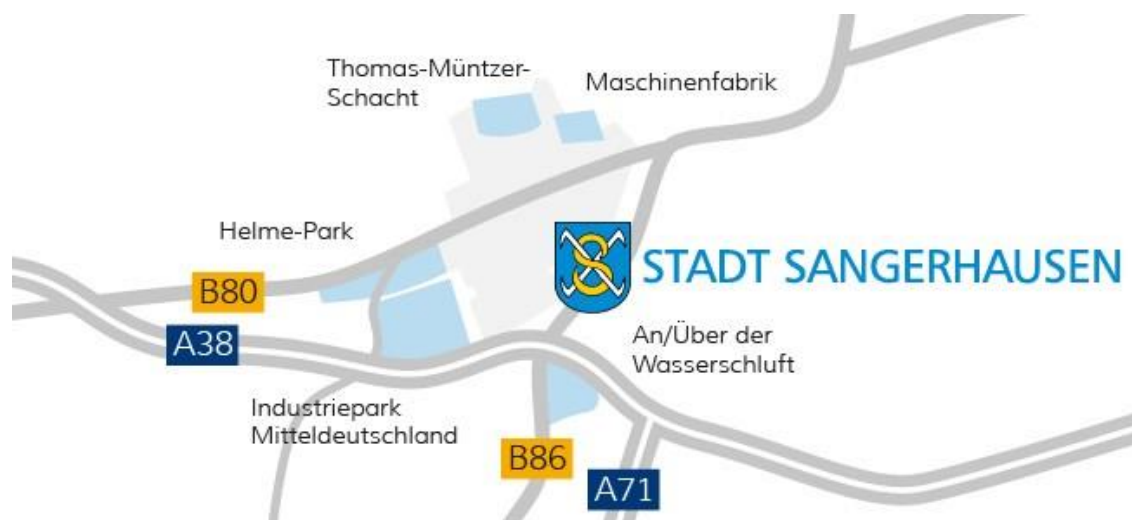 Thomas-Müntzer-
Schacht
Maschinenfabrik
Helme-Park
STADT SANGERHAUSEN
B80
A38
An/Über der
Wasserschluft
Industriepark
Mitteldeutschland
B86
A71